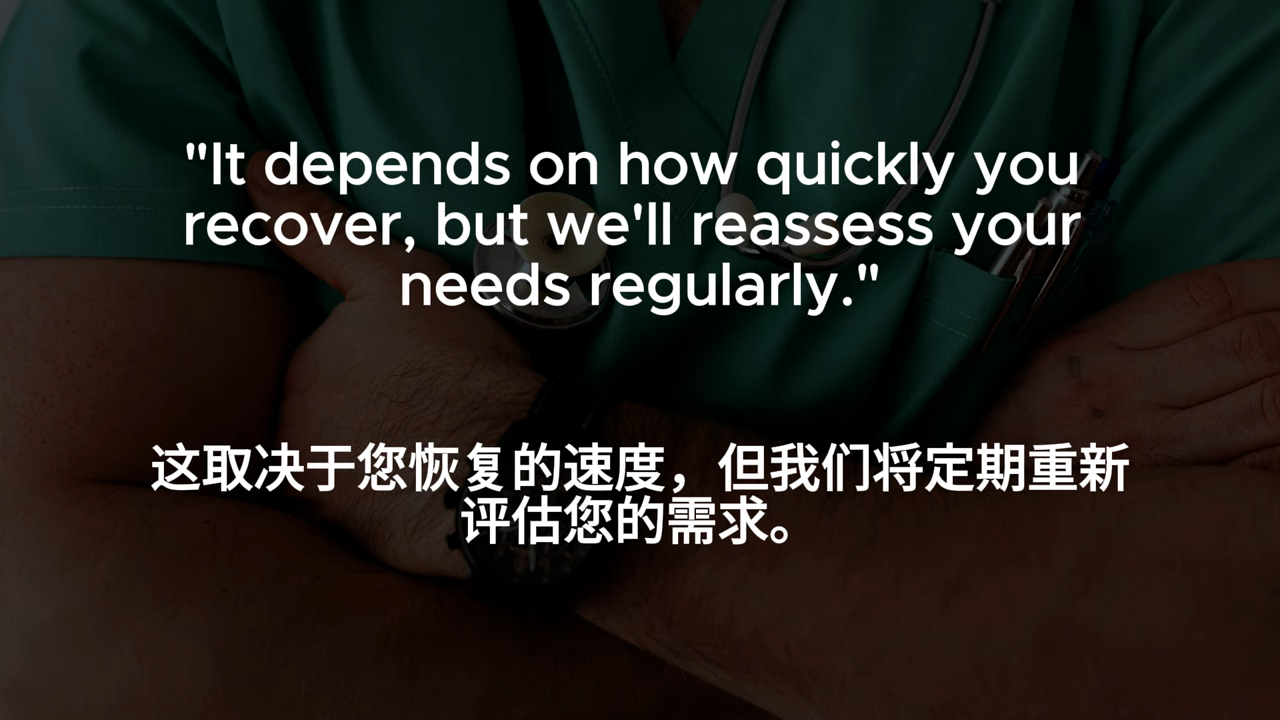 "It depends on how quickly you
recover, but we'll reassess your
needs regularly."
这取决于您恢复的速度，但我们将定期重新
评估您的需求。